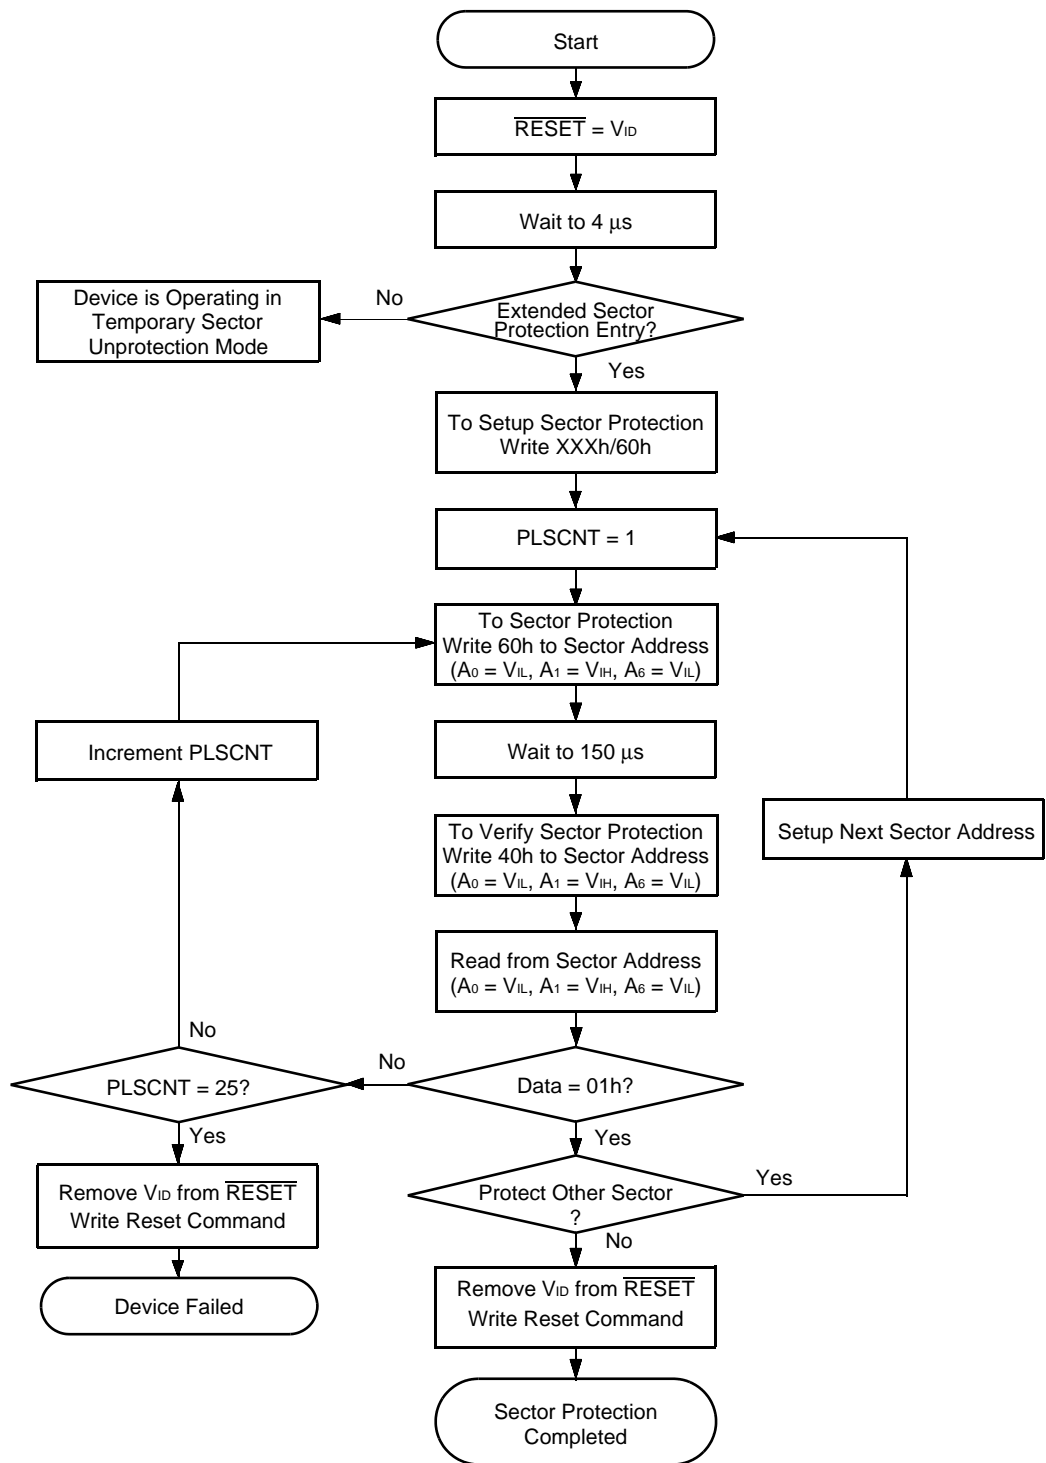 Start
RESET = VID
Wait to 4 µs
No
Device is Operating in
Temporary Sector
Unprotection Mode
Extended Sector
Protection Entry?
Yes
To Setup Sector Protection
Write XXXh/60h
PLSCNT = 1
To Sector Protection
Write 60h to Sector Address
(A0 = VIL, A1 = VIH, A6 = VIL)
Increment PLSCNT
Wait to 150 µs
To Verify Sector Protection
Write 40h to Sector Address
(A0 = VIL, A1 = VIH, A6 = VIL)
Setup Next Sector Address
Read from Sector Address
(A0 = VIL, A1 = VIH, A6 = VIL)
No
No
PLSCNT = 25?
Data = 01h?
Yes
Yes
Remove VID from RESET
Write Reset Command
Protect Other Sector
?
Yes
No
Device Failed
Remove VID from RESET
Write Reset Command
Sector Protection
Completed